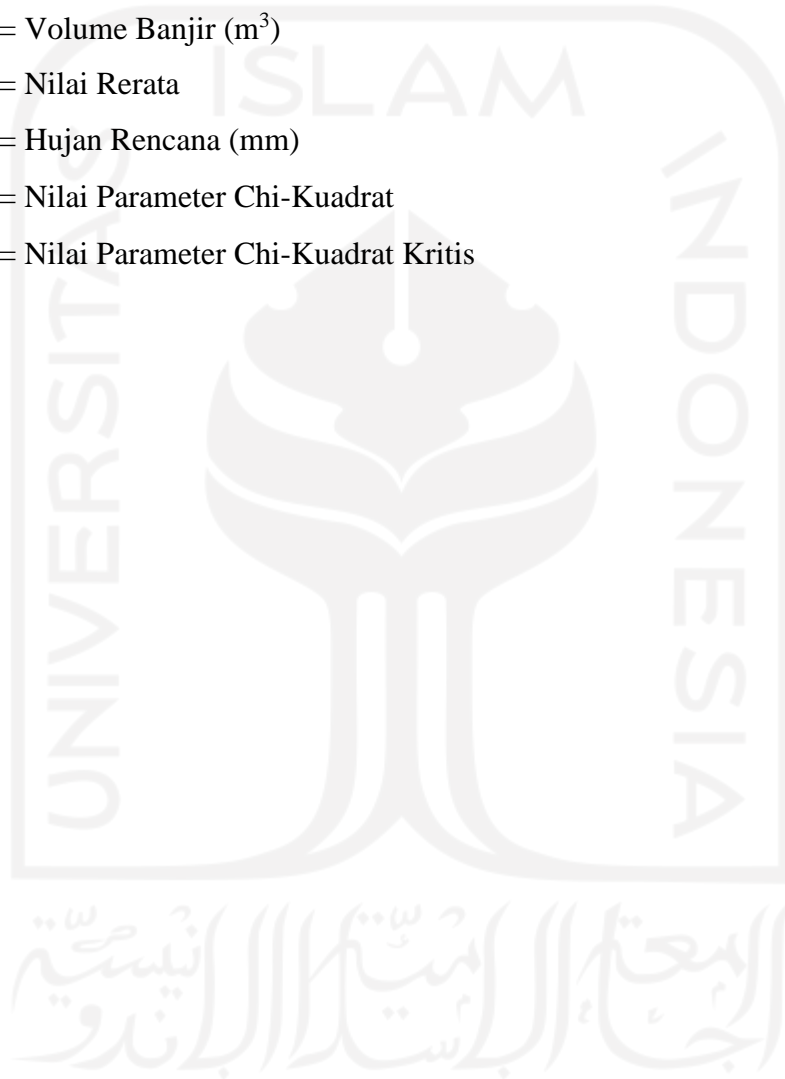 = Volume Banjir (m³)
= Nilai Rerata
= Hujan Rencana (mm)
= Nilai Parameter Chi-Kuadrat
= Nilai Parameter Chi-Kuadrat Kritis
ISLAM
UNIVERSITAS
INDONESIA